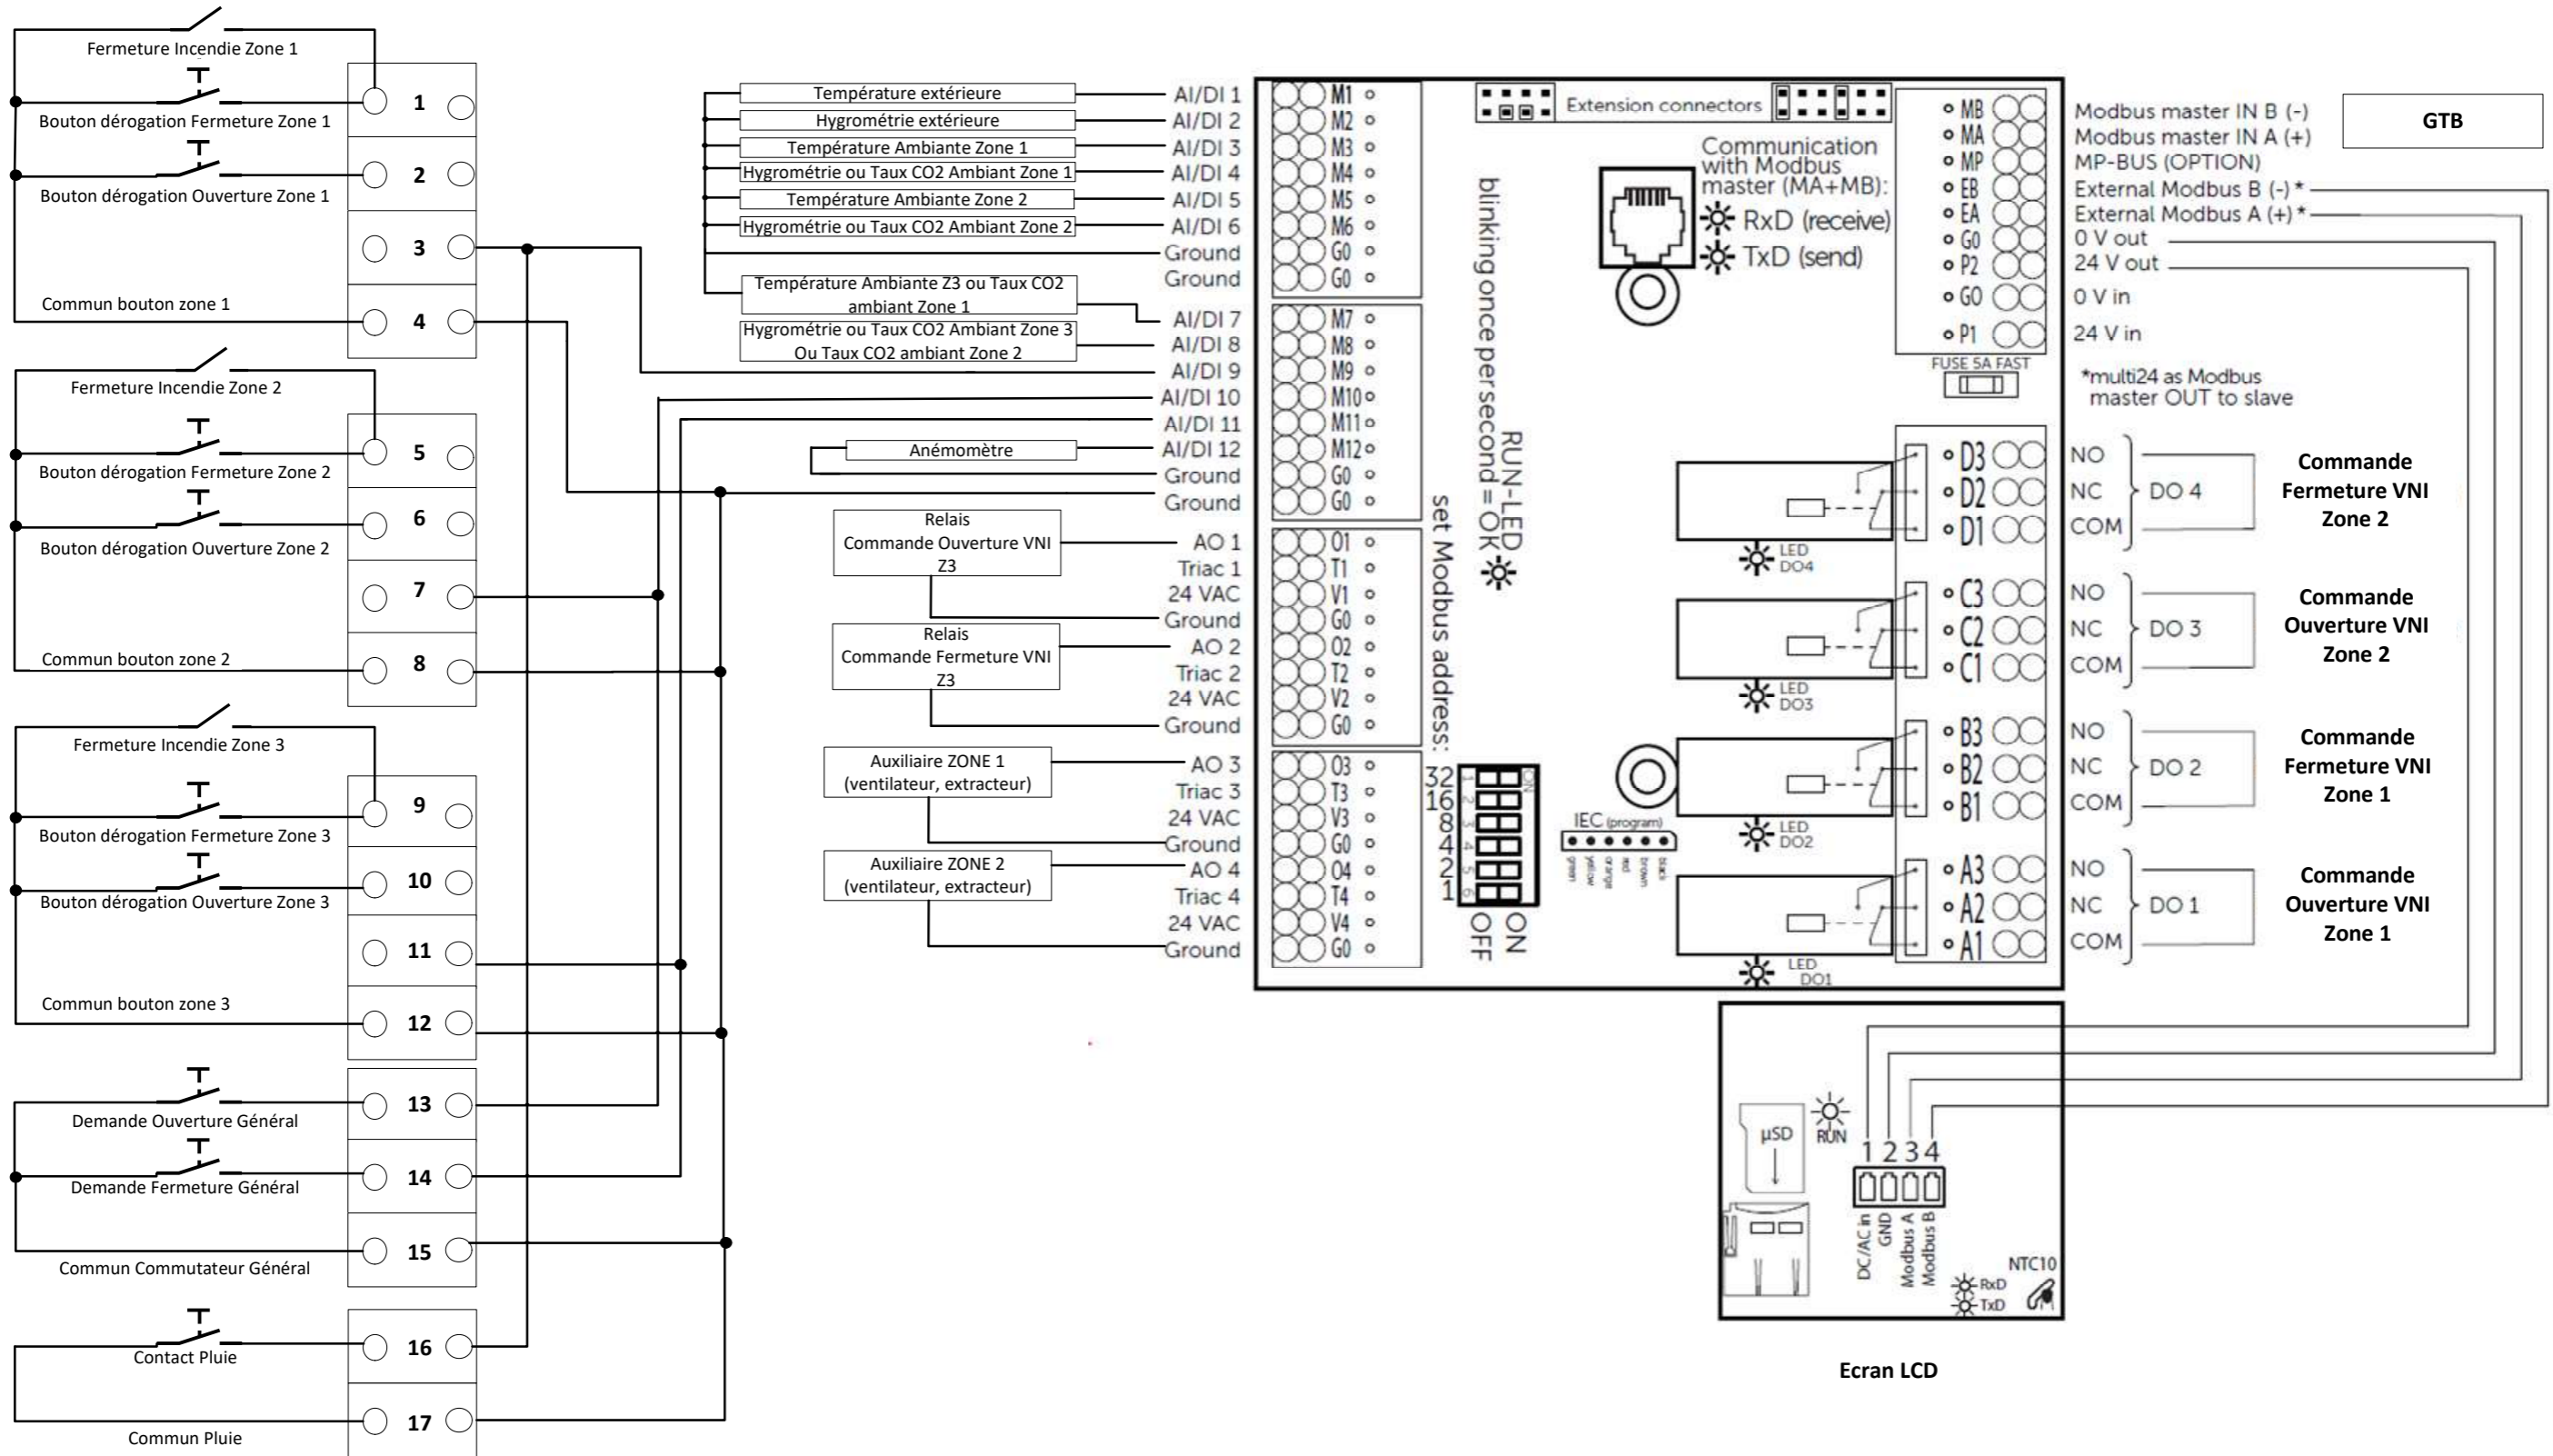 Fermeture Incendie Zone 1
Bouton dérogation Fermeture Zone 1
Bouton dérogation Ouverture Zone 1
Commun bouton zone 1
1
2
3
4
Fermeture Incendie Zone 2
Bouton dérogation Fermeture Zone 2
Bouton dérogation Ouverture Zone 2
Commun bouton zone 2
5
6
7
8
Fermeture Incendie Zone 3
Bouton dérogation Fermeture Zone 3
Bouton dérogation Ouverture Zone 3
Commun bouton zone 3
9
10
11
12
Demande Ouverture Général
Demande Fermeture Général
Commun Commutateur Général
13
14
15
Contact Pluie
Commun Pluie
16
17
Température extérieure
Hygrométrie extérieure
Température Ambiante Zone 1
Hygrométrie ou Taux CO2 Ambiant Zone 1
Température Ambiante Zone 2
Hygrométrie ou Taux CO2 Ambiant Zone 2
Température Ambiante Z3 ou Taux CO2
ambiant Zone 1
Hygrométrie ou Taux CO2 Ambiant Zone 3
Ou Taux CO2 ambiant Zone 2
Anémomètre
Relais
Commande Ouverture VNI
Z3
Relais
Commande Fermeture VNI
Z3
Auxiliaire ZONE 1
(ventilateur, extracteur)
Auxiliaire ZONE 2
(ventilateur, extracteur)
AI/DI 1 M1
AI/DI 2 M2
AI/DI 3 M3
AI/DI 4 M4
AI/DI 5 M5
AI/DI 6 M6
Ground G0
Ground G0
AI/DI 7 M7
AI/DI 8 M8
AI/DI 9 M9
AI/DI 10 M10
AI/DI 11 M11
AI/DI 12 M12
Ground G0
Ground G0
AO 1 O1
Triac 1 T1
24 VAC V1
Ground G0
AO 2 O2
Triac 2 T2
24 VAC V2
Ground G0
AO 3 O3
Triac 3 T3
24 VAC V3
Ground G0
AO 4 O4
Triac 4 T4
24 VAC V4
Ground G0
Extension connectors
Communication
with Modbus
master (MA+MB):
RxD (receive)
TxD (send)
blinking once per second = OK
RUN-LED
set Modbus address:
32
16
8
4
2
1
1
2
3
4
5
6
ON
OFF
ON
IEC (program)
green
yellow
orange
red
brown
black
MB Modbus master IN B (-)
MA Modbus master IN A (+)
MP MP-BUS (OPTION)
EB External Modbus B (-) *
EA External Modbus A (+) *
G0 0 V out
P2 24 V out
G0 0 V in
P1 24 V in
FUSE 5A FAST
*multi24 as Modbus
master OUT to slave
GTB
D3 NO
D2 NC DO 4
D1 COM
LED
DO4
Commande
Fermeture VNI
Zone 2
C3 NO
C2 NC DO 3
C1 COM
LED
DO3
Commande
Ouverture VNI
Zone 2
B3 NO
B2 NC DO 2
B1 COM
LED
DO2
Commande
Fermeture VNI
Zone 1
A3 NO
A2 NC DO 1
A1 COM
LED
DO1
Commande
Ouverture VNI
Zone 1
µSD
RUN
1 2 3 4
DC/AC in
GND
Modbus A
Modbus B
NTC10
RxD
TxD
Ecran LCD